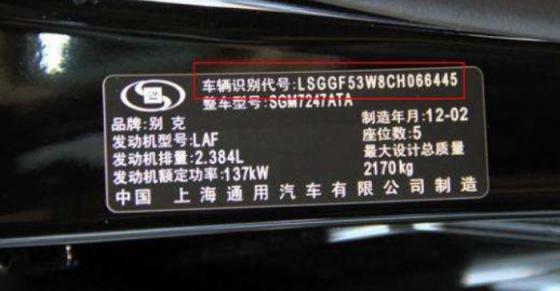 车辆识别代号:LSGGF53W8CH066445
整车型号:SGM7247ATA
品牌:别克 制造年月:12-02
发动机型号:LAF 座位数:5
发动机排量:2.384L 最大设计总质量
发动机额定功率:137kW 2170kg
中国 上海通用汽车有限公司制造